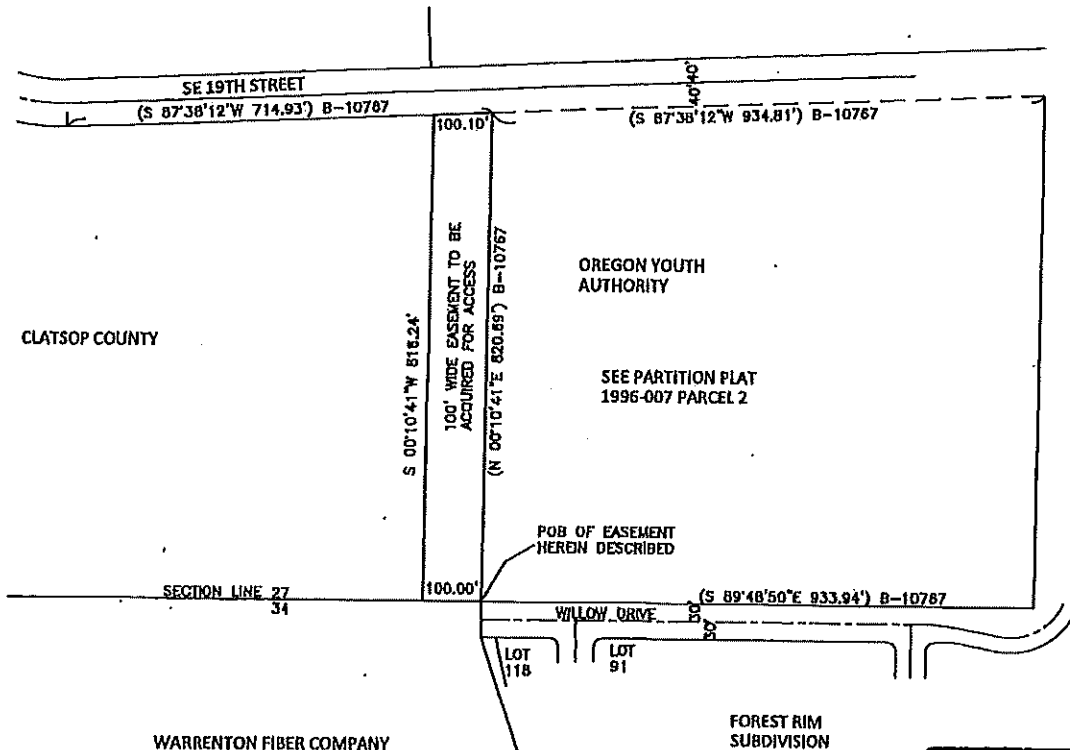 SE 19TH STREET
(S 87°38'12"W 714.93') B-10767
40'
40'
(S 87°38'12"W 934.81') B-10767
100.10'
100' WIDE EASEMENT TO BE
ACQUIRED FOR ACCESS
S 00°10'41"W 816.24'
(N 00°10'41"E 820.69') B-10767
OREGON YOUTH
AUTHORITY
CLATSOP COUNTY
SEE PARTITION PLAT
1996-007 PARCEL 2
POB OF EASEMENT
HEREIN DESCRIBED
SECTION LINE 27
34
100.00'
(S 89°48'50"E 933.94') B-10767
WILLOW DRIVE
30'
30'
LOT
118
LOT
91
WARRENTON FIBER COMPANY
FOREST RIM
SUBDIVISION